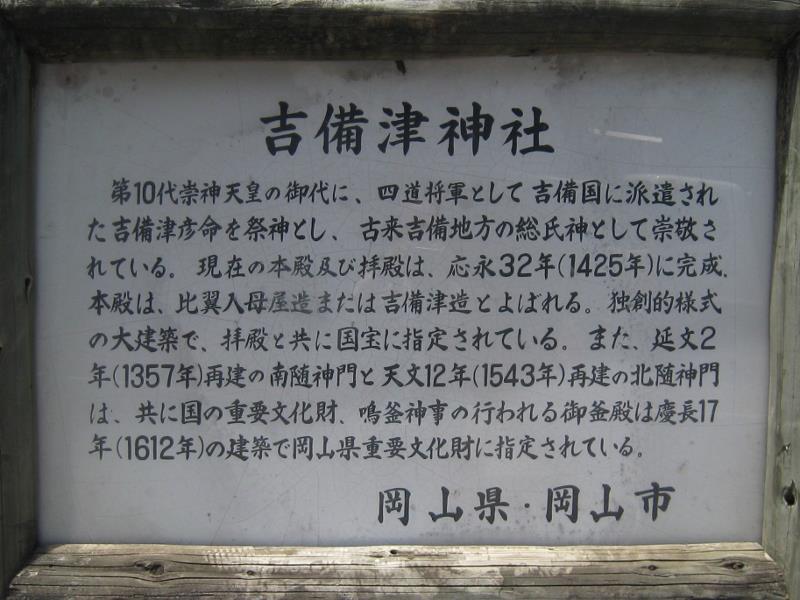 吉備津神社
第10代崇神天皇の御代に、四道将軍として吉備国に派遣され
た吉備津彦命を祭神とし、古来吉備地方の総氏神として崇敬さ
れている。現在の本殿及び拝殿は、応永32年(1425年)に完成.
本殿は、比翼入母屋造または吉備津造とよばれる。独創的様式
の大建築で、拝殿と共に国宝に指定されている。また、延文2
年(1357年)再建の南随神門と天文12年(1543年)再建の北随神門
は、共に国の重要文化財、鳴釜神事の行われる御釜殿は慶長17
年(1612年)の建築で岡山県重要文化財に指定されている。
岡山県・岡山市